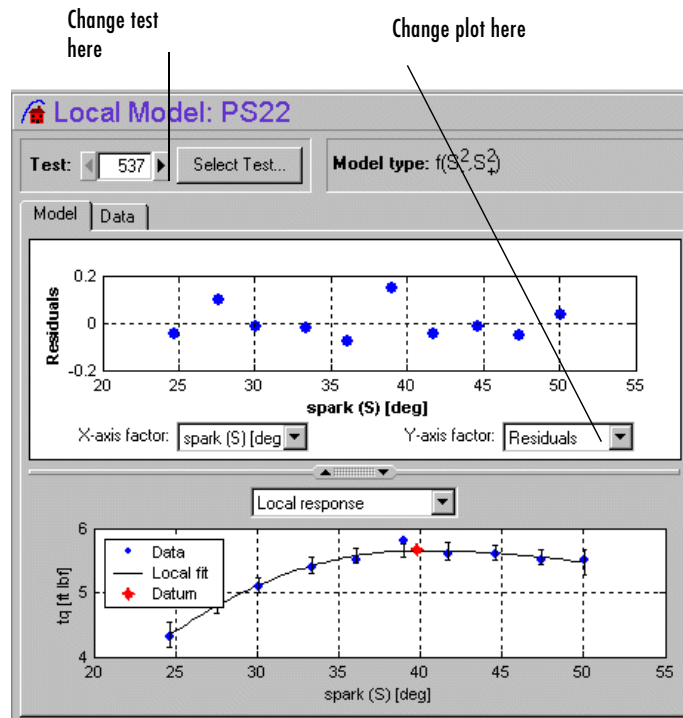 Change test
here
Change plot here
Local Model: PS22
Test: 537 Select Test... Model type: f(S²₋,S²₊)
Model Data
0.2
0
-0.2
Residuals
20 25 30 35 40 45 50 55
spark (S) [deg]
X-axis factor: spark (S) [deg Y-axis factor: Residuals
Local response
6
5
4
tq [ft lbf]
Data
Local fit
Datum
20 25 30 35 40 45 50 55
spark (S) [deg]